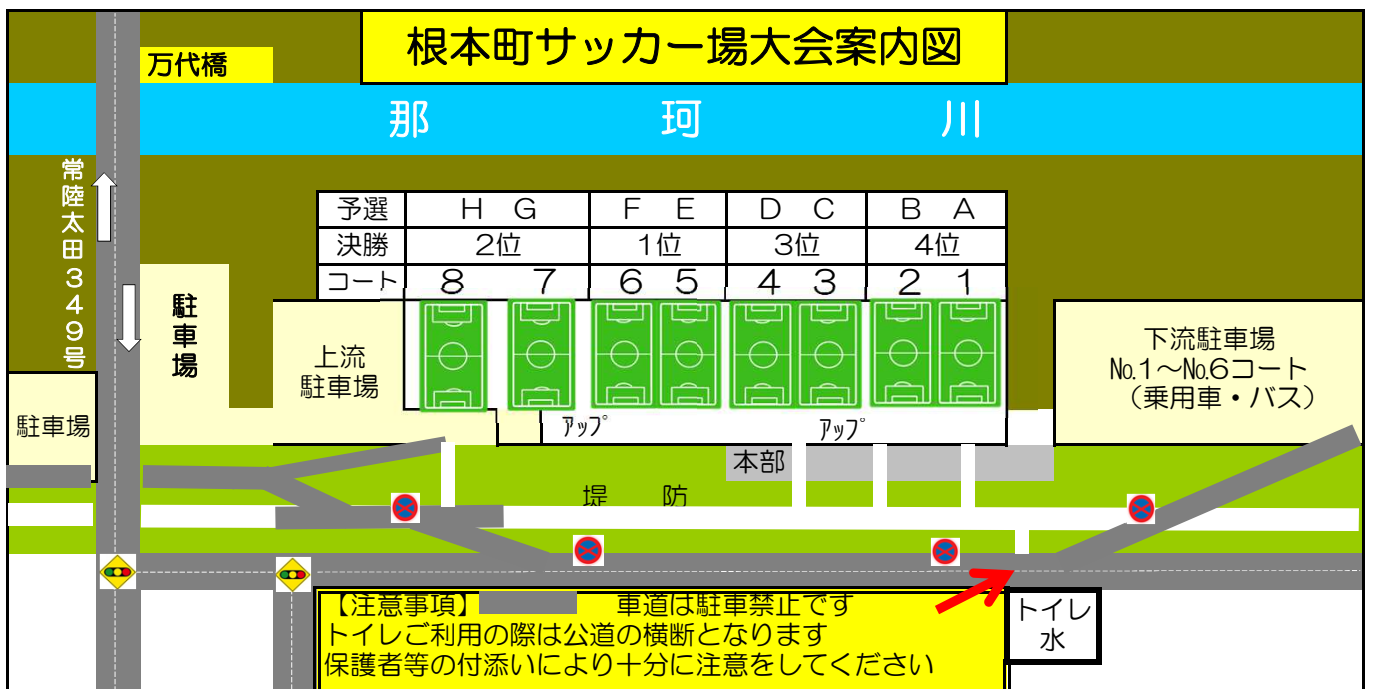 根本町サッカー場大会案内図
万代橋
那珂川
常陸太田349号
予選 H G F E D C B A
決勝 2位 1位 3位 4位
コート 8 7 6 5 4 3 2 1
駐車場
上流
駐車場
下流駐車場
No.1～No.6コート
（乗用車・バス）
駐車場
ｱｯﾌﾟ
ｱｯﾌﾟ
本部
堤防
【注意事項】 車道は駐車禁止です
トイレご利用の際は公道の横断となります
保護者等の付添いにより十分に注意をしてください
トイレ
水